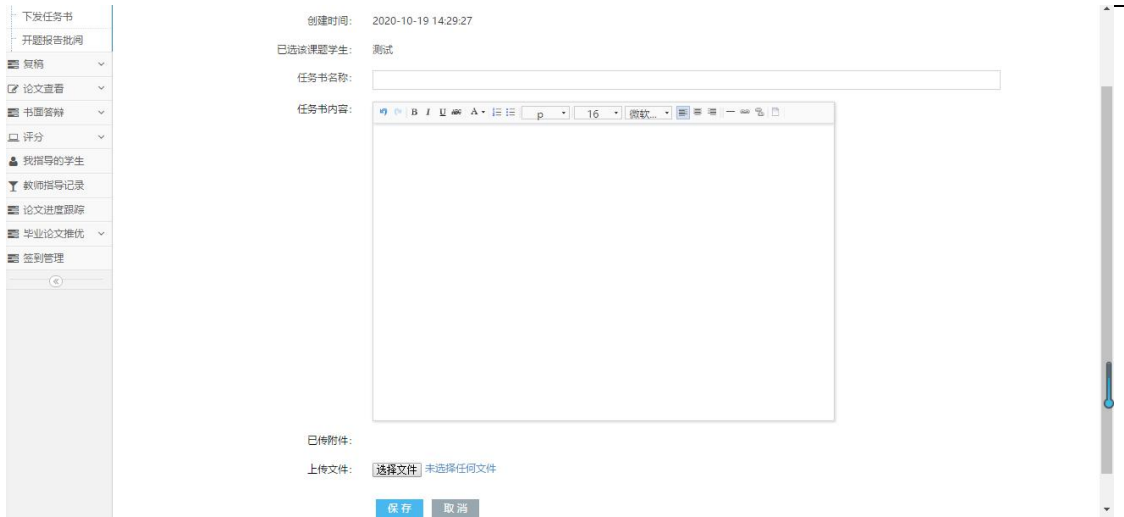 下发任务书
开题报告批阅
复稿
论文查看
书面答辩
评分
我指导的学生
教师指导记录
论文进度跟踪
毕业论文推优
签到管理
创建时间： 2020-10-19 14:29:27
已选该课题学生： 测试
任务书名称：
任务书内容：
B I U ABC A p 16 微软...
已传附件：
上传文件： 选择文件 未选择任何文件
保存 取消